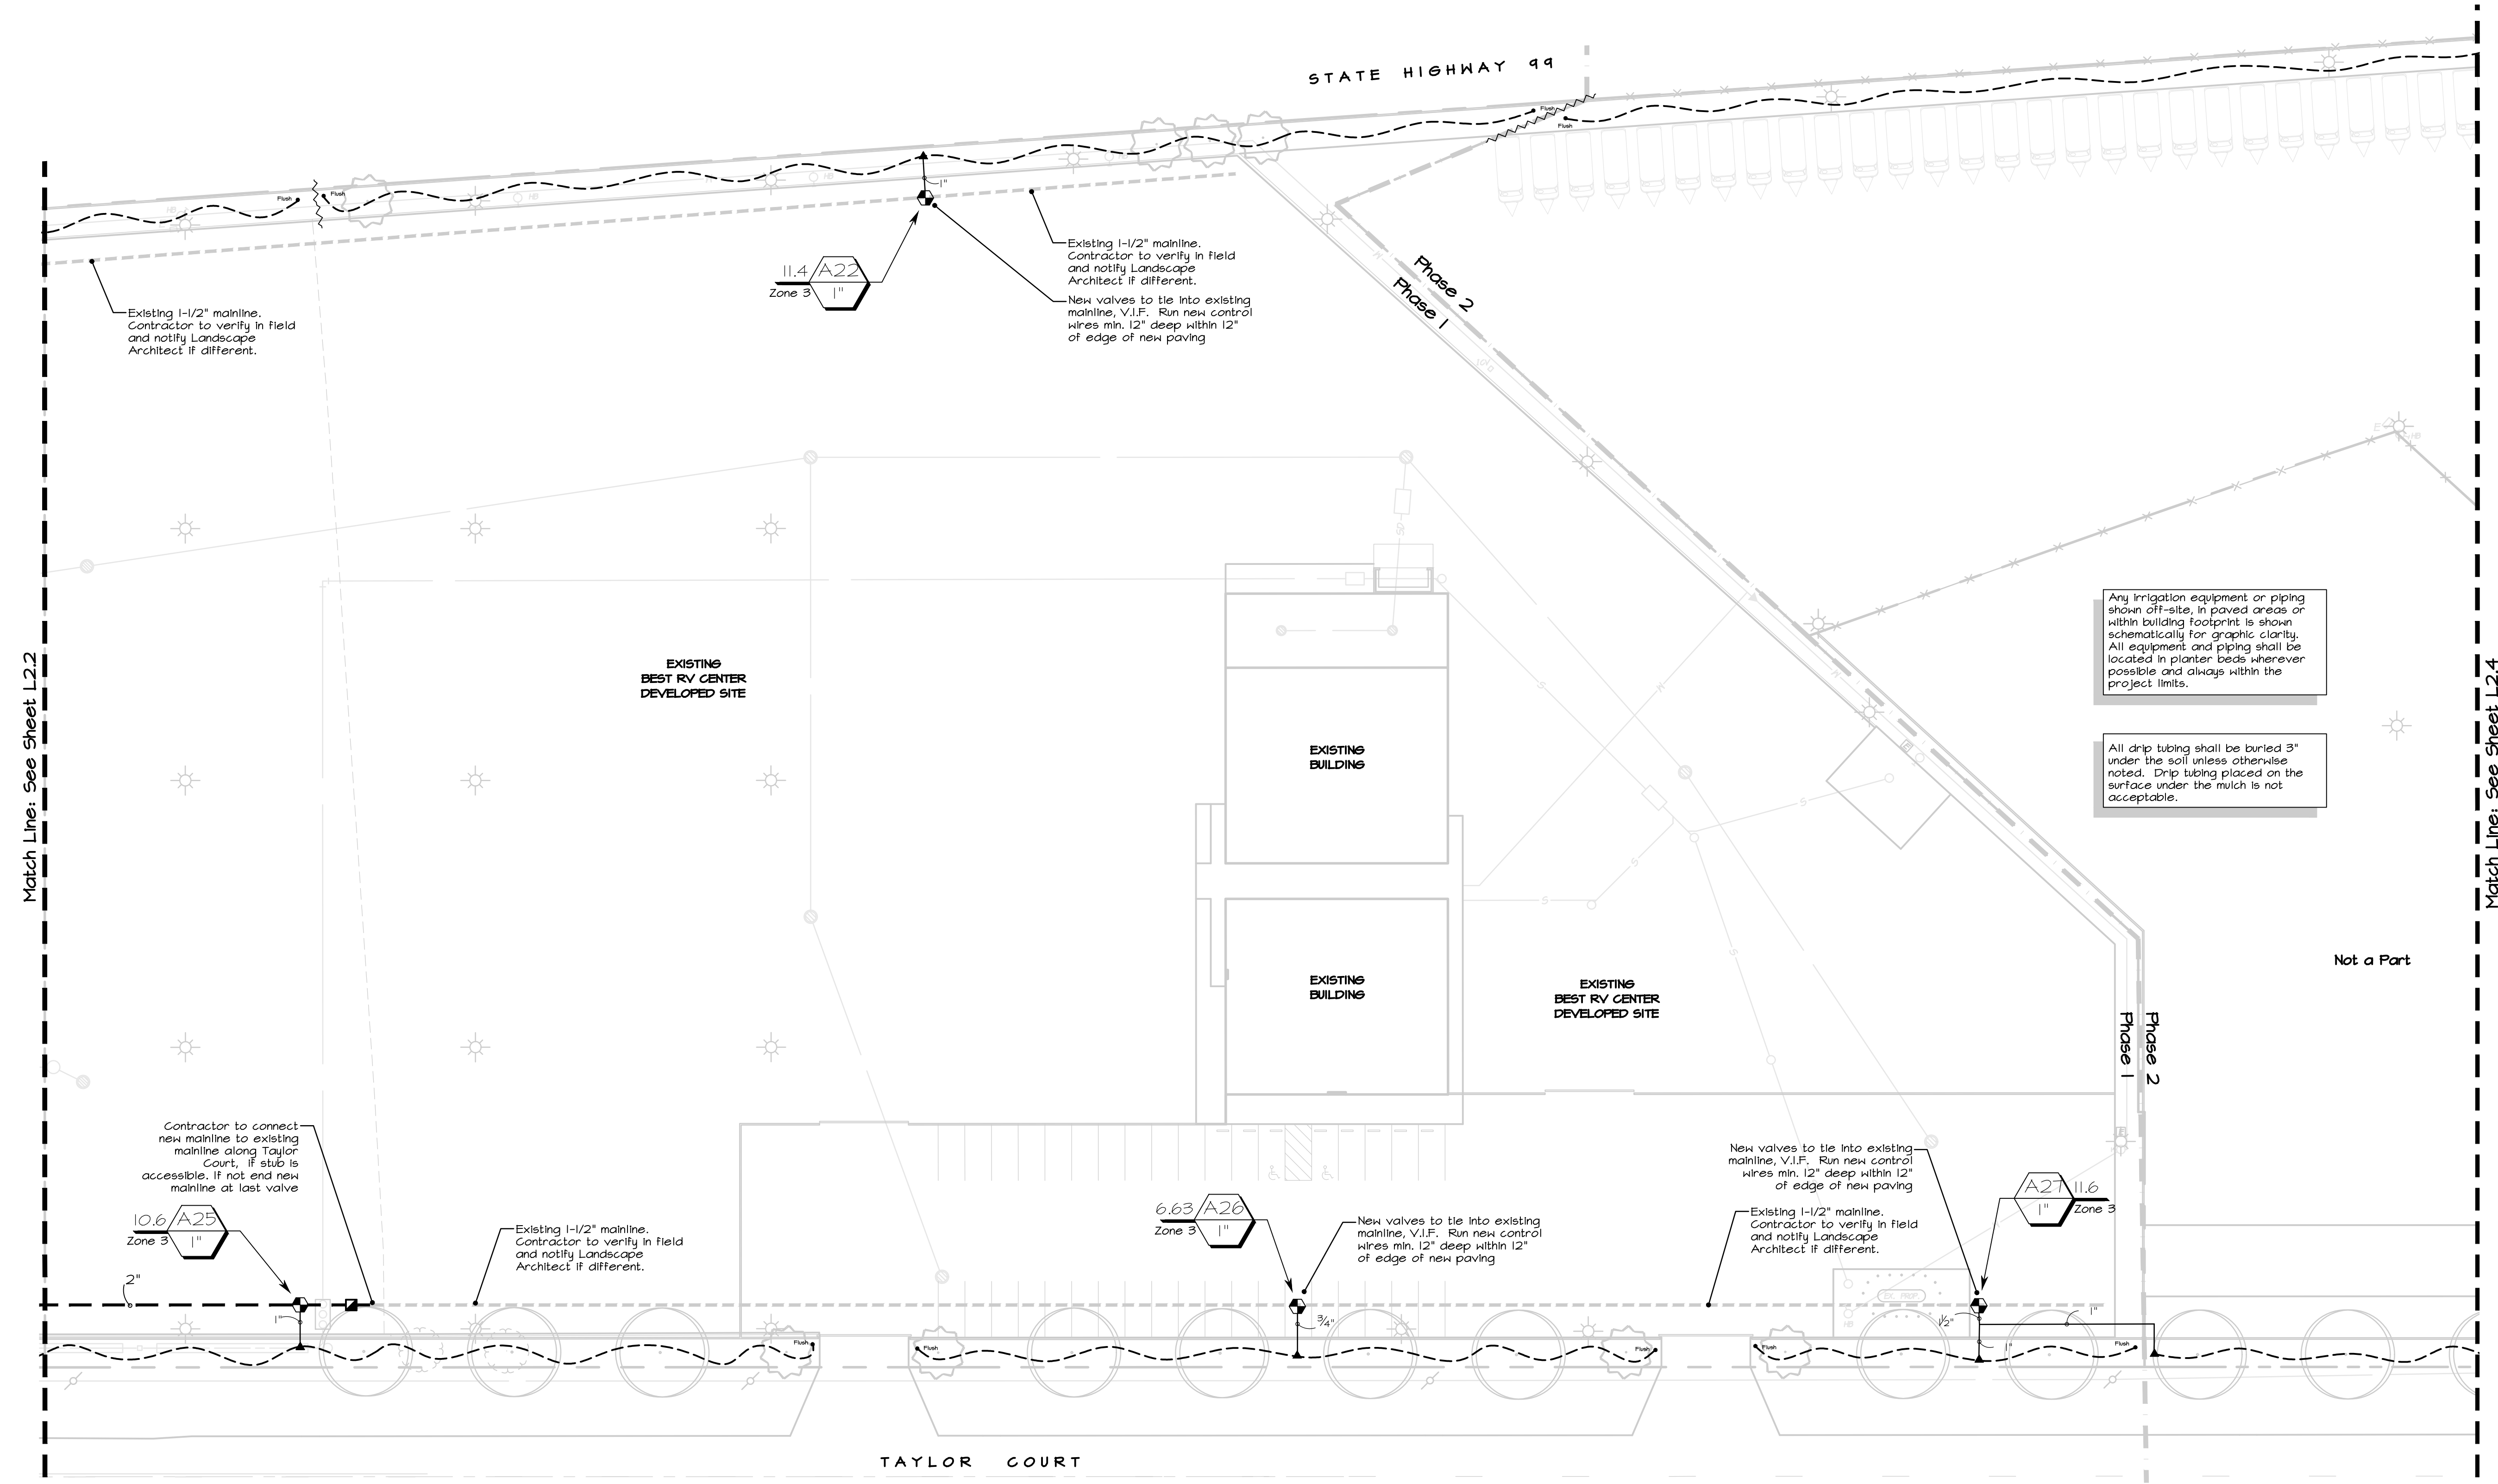 STATE HIGHWAY 99
Flush
Flush
Flush
Flush
HB
HB
HB
HB
1"
11.4
A22
Zone 3
1"
Existing 1-1/2" mainline.
Contractor to verify in field
and notify Landscape
Architect if different.
New valves to tie into existing
mainline, V.I.F. Run new control
wires min. 12" deep within 12"
of edge of new paving
Existing 1-1/2" mainline.
Contractor to verify in field
and notify Landscape
Architect if different.
Phase 2
Phase 1
Match Line: See Sheet L2.2
Match Line: See Sheet L2.4
HB
SD
EXISTING
BEST RV CENTER
DEVELOPED SITE
EXISTING
BUILDING
EXISTING
BUILDING
S
S
S
S
S
EXISTING
BEST RV CENTER
DEVELOPED SITE
Any irrigation equipment or piping
shown off-site, in paved areas or
within building footprint is shown
schematically for graphic clarity.
All equipment and piping shall be
located in planter beds wherever
possible and always within the
project limits.
All drip tubing shall be buried 3"
under the soil unless otherwise
noted. Drip tubing placed on the
surface under the mulch is not
acceptable.
Not a Part
Phase 2
Phase 1
Contractor to connect
new mainline to existing
mainline along Taylor
Court, if stub is
accessible. If not end new
mainline at last valve
10.6
A25
Zone 3
1"
2"
1"
Existing 1-1/2" mainline.
Contractor to verify in field
and notify Landscape
Architect if different.
6.63
A26
Zone 3
1"
New valves to tie into existing
mainline, V.I.F. Run new control
wires min. 12" deep within 12"
of edge of new paving
3/4"
New valves to tie into existing
mainline, V.I.F. Run new control
wires min. 12" deep within 12"
of edge of new paving
Existing 1-1/2" mainline.
Contractor to verify in field
and notify Landscape
Architect if different.
A27
11.6
1"
Zone 3
EX. PROP.
HB
1½"
1"
1"
Flush
Flush
Flush
Flush
Flush
TAYLOR COURT